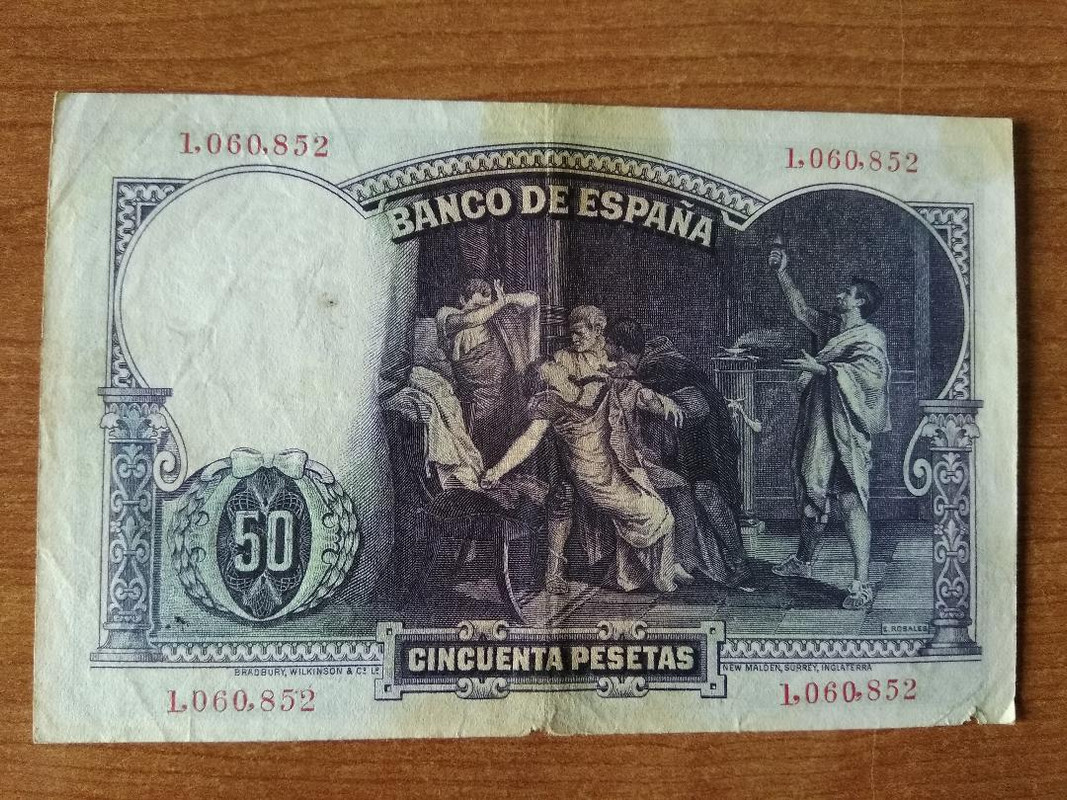 1,060,852
1,060,852
BANCO DE ESPAÑA
50
E. ROSALES
CINCUENTA PESETAS
BRADBURY, WILKINSON & Cº Lº
NEW MALDEN, SURREY, INGLATERRA
1,060,852
1,060,852